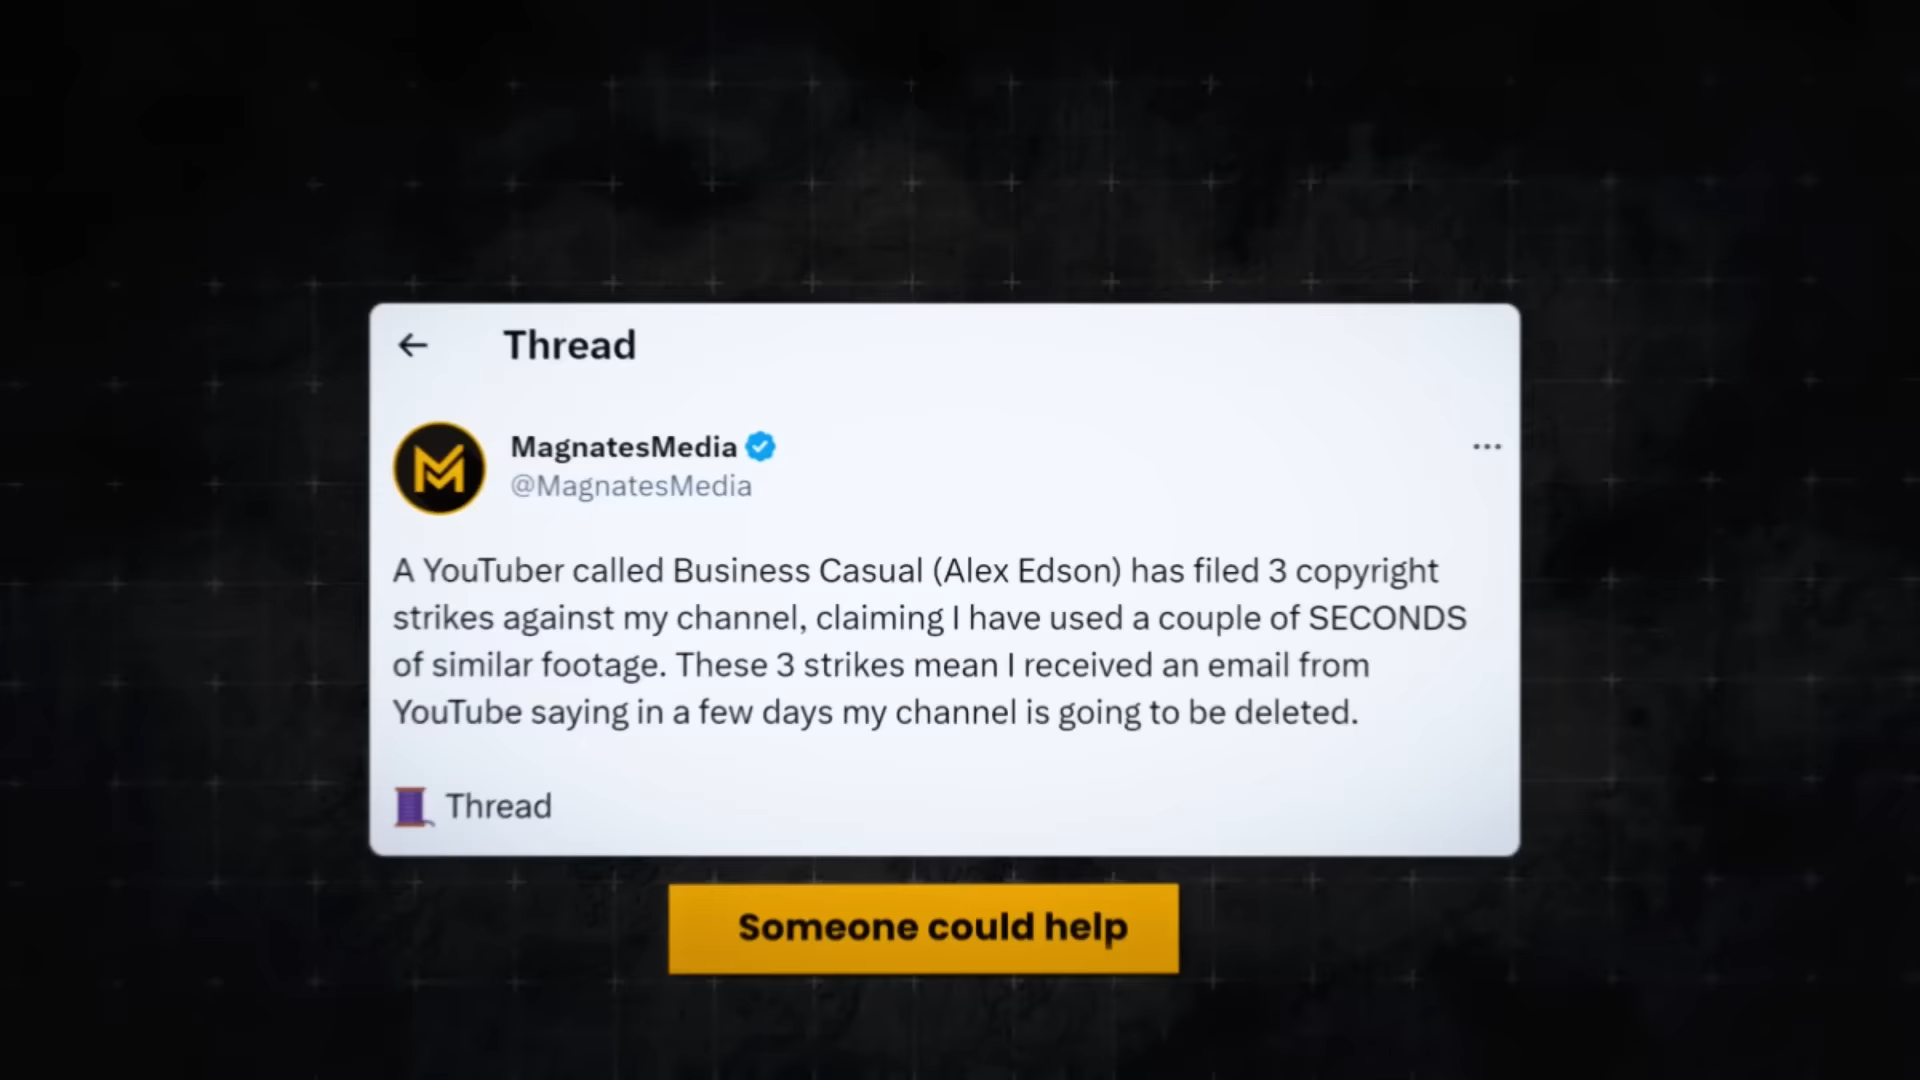 Thread
MagnatesMedia
@MagnatesMedia
A YouTuber called Business Casual (Alex Edson) has filed 3 copyright
strikes against my channel, claiming I have used a couple of SECONDS
of similar footage. These 3 strikes mean I received an email from
YouTube saying in a few days my channel is going to be deleted.
🧵 Thread
Someone could help